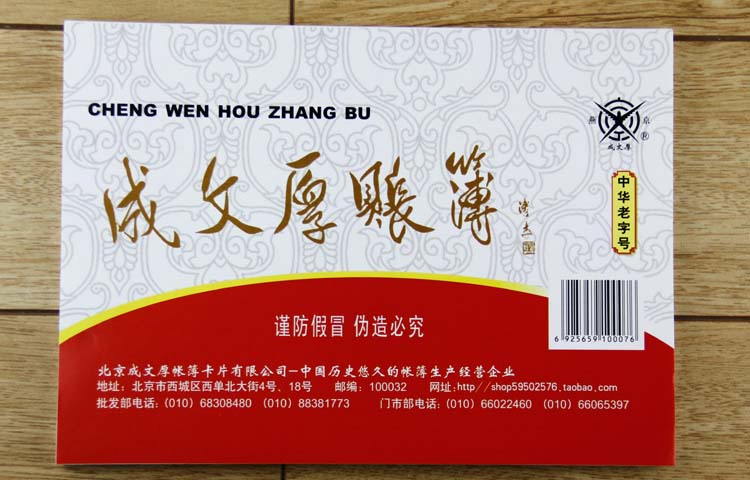 CHENG WEN HOU ZHANG BU
燕 京
®
成文厚
成文厚賬簿
溥杰
中华老字号
6 925659 100076
谨防假冒 伪造必究
北京成文厚帐簿卡片有限公司—中国历史悠久的帐簿生产经营企业
地址：北京市西城区西单北大街4号、18号 邮编：100032 网址：http//shop59502576.taobao.com
批发部电话：(010) 68308480 (010) 88381773 门市部电话：(010) 66022460 (010) 66065397